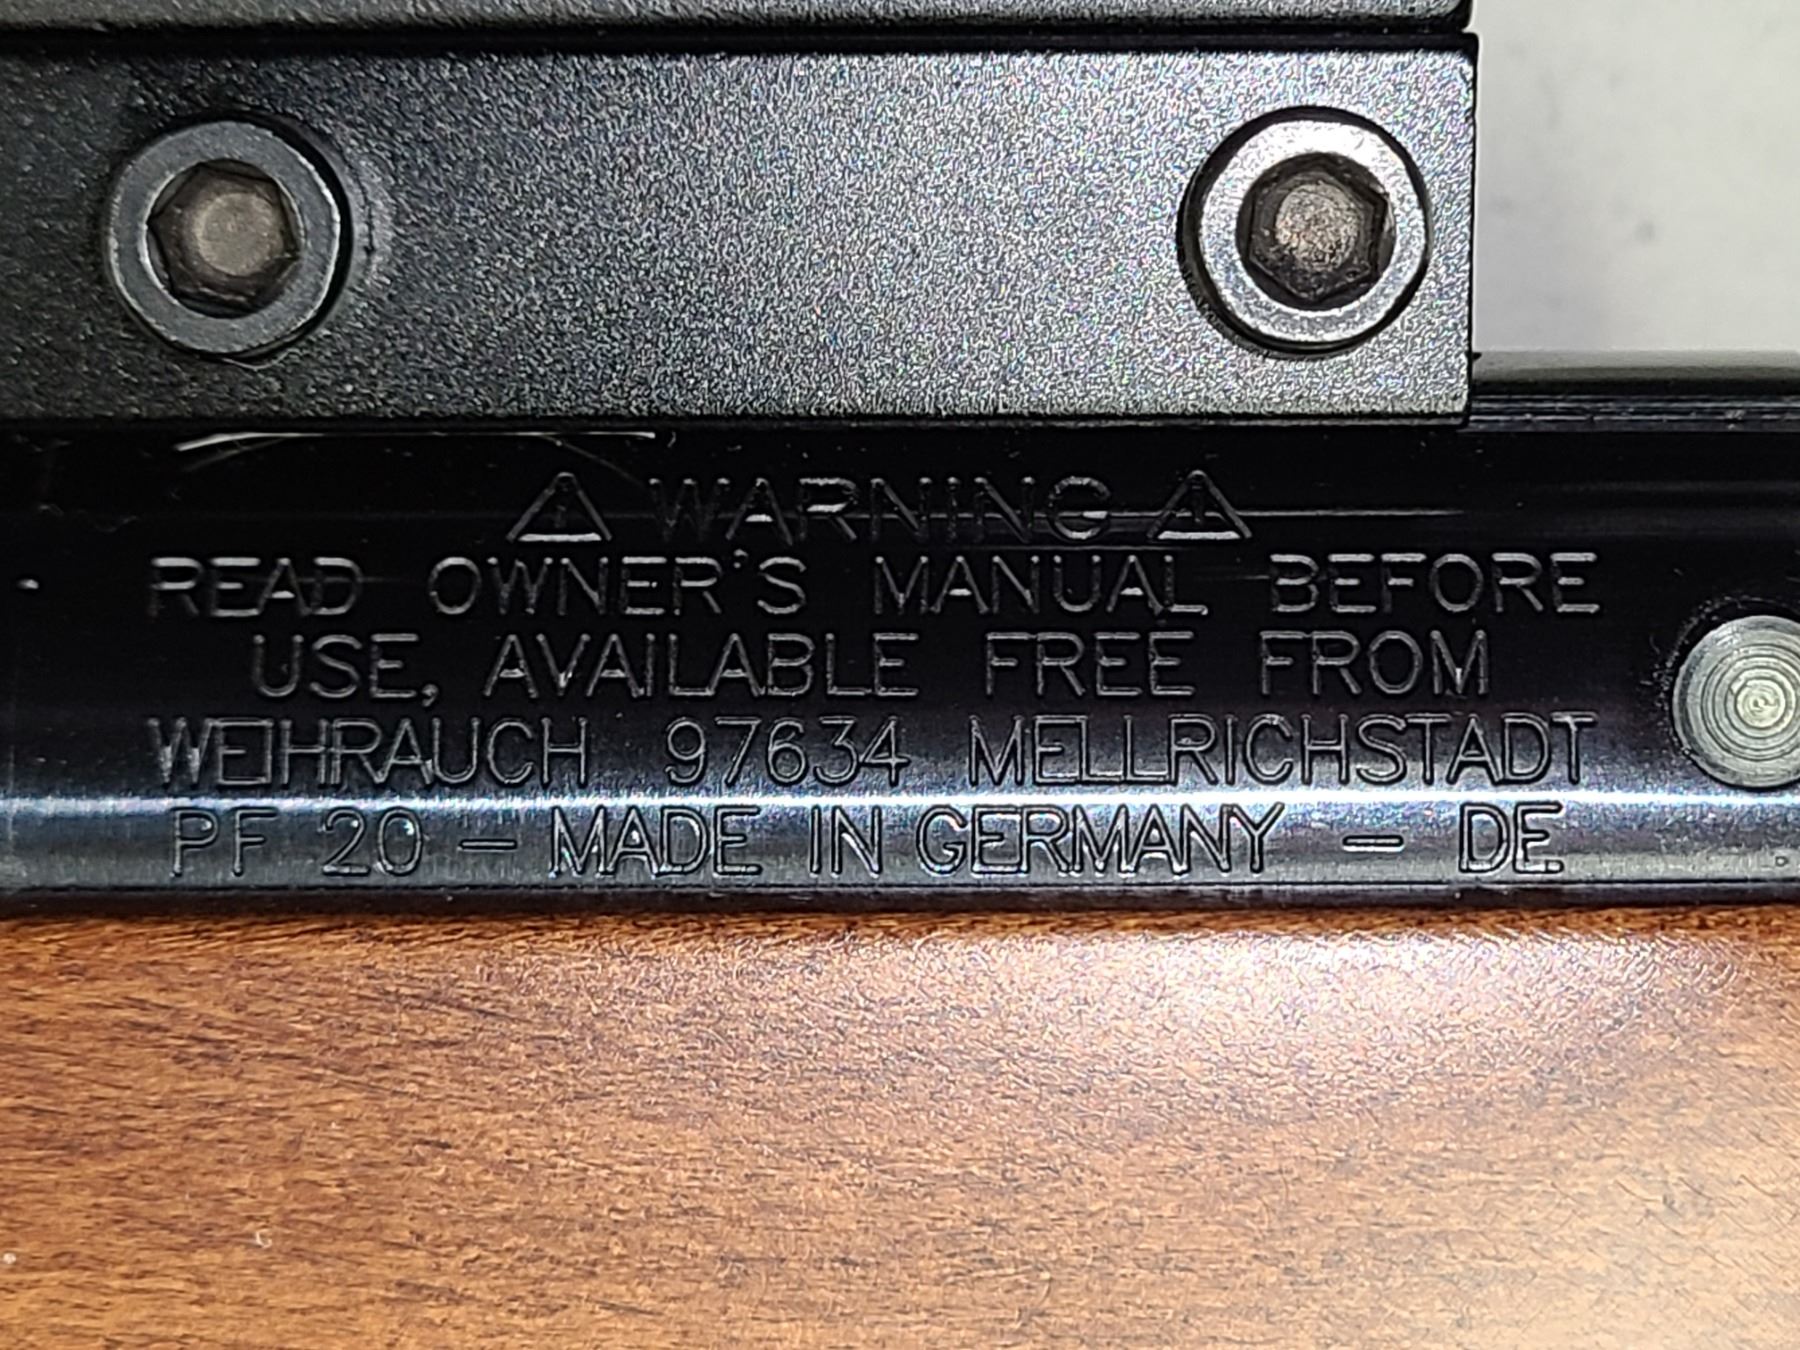 ⚠ WARNING ⚠
READ OWNER'S MANUAL BEFORE
USE, AVAILABLE FREE FROM
WEIHRAUCH 97634 MELLRICHSTADT
PF 20 – MADE IN GERMANY – DE